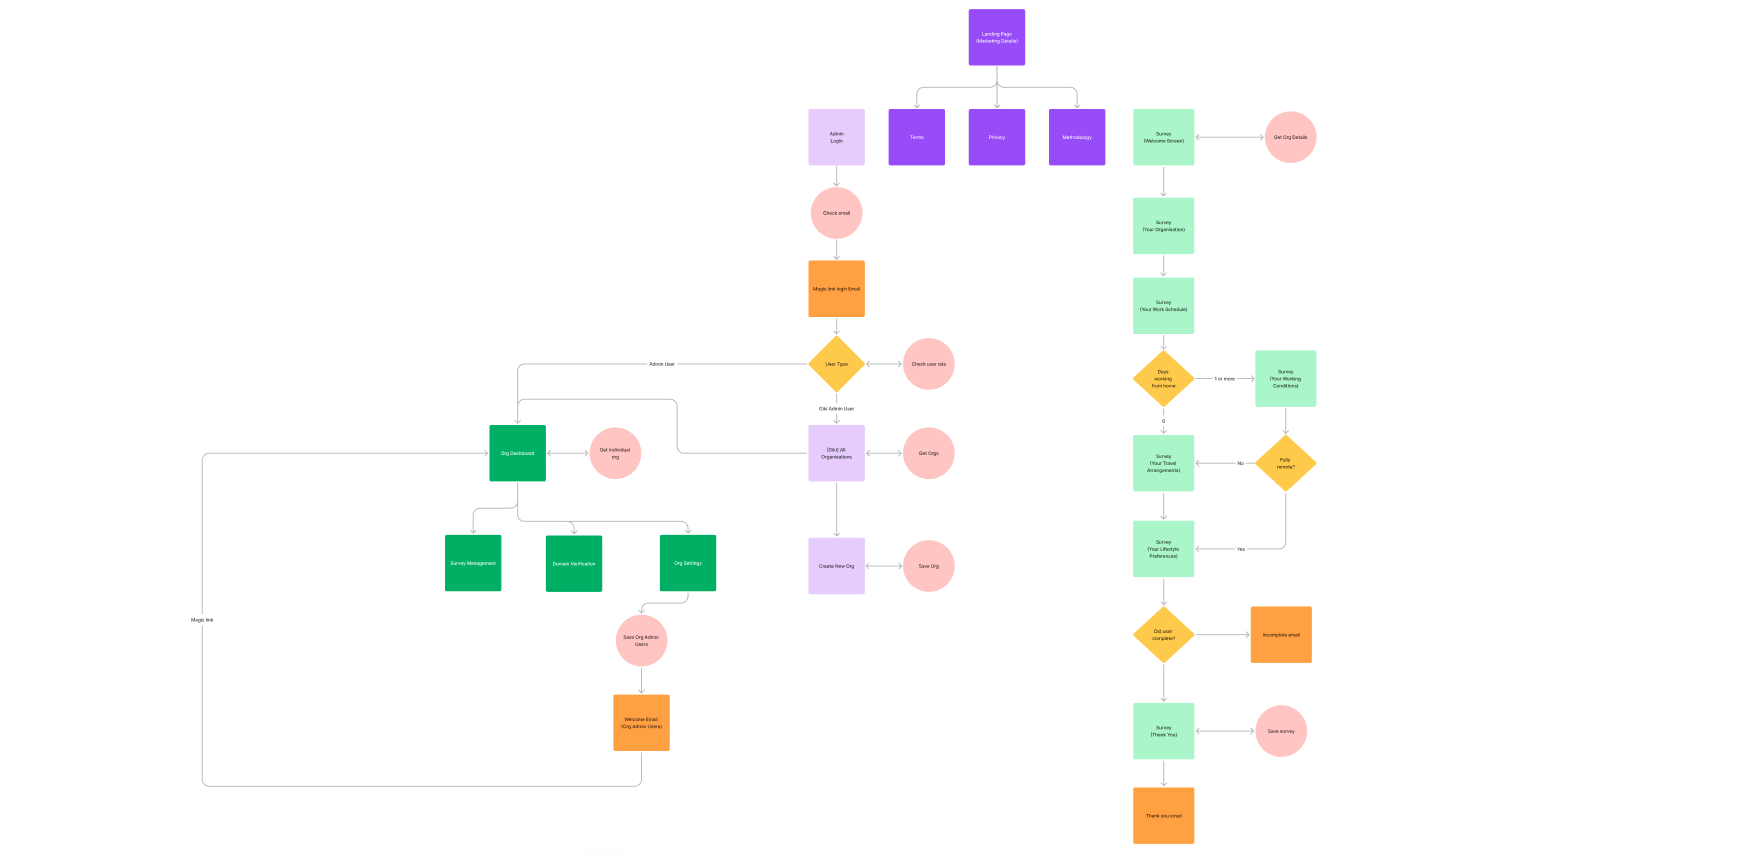 Landing Page
(Marketing Details)
Admin
Login
Terms
Privacy
Methodology
Survey
(Welcome Screen)
Get Org Details
Check email
Survey
(Your Organisation)
Magic link login Email
Survey
(Your Work Schedule)
Admin User
User Type
Check user role
Days
working
from home
1 or more
Survey
(Your Working
Conditions)
Admin User
0
Org Dashboard
Get individual
org
All
Organisations
Get Orgs
Survey
(Your Travel
Arrangements)
No
Fully
remote?
Survey
(Your Lifestyle
Preferences)
Yes
Survey Management
Domain Verification
Org Settings
Create New Org
Save Org
Magic link
Save Org Admin
Users
Did user
complete?
Incomplete email
Welcome Email
(Org Admin Users)
Survey
(Thank You)
Save survey
Thank you email